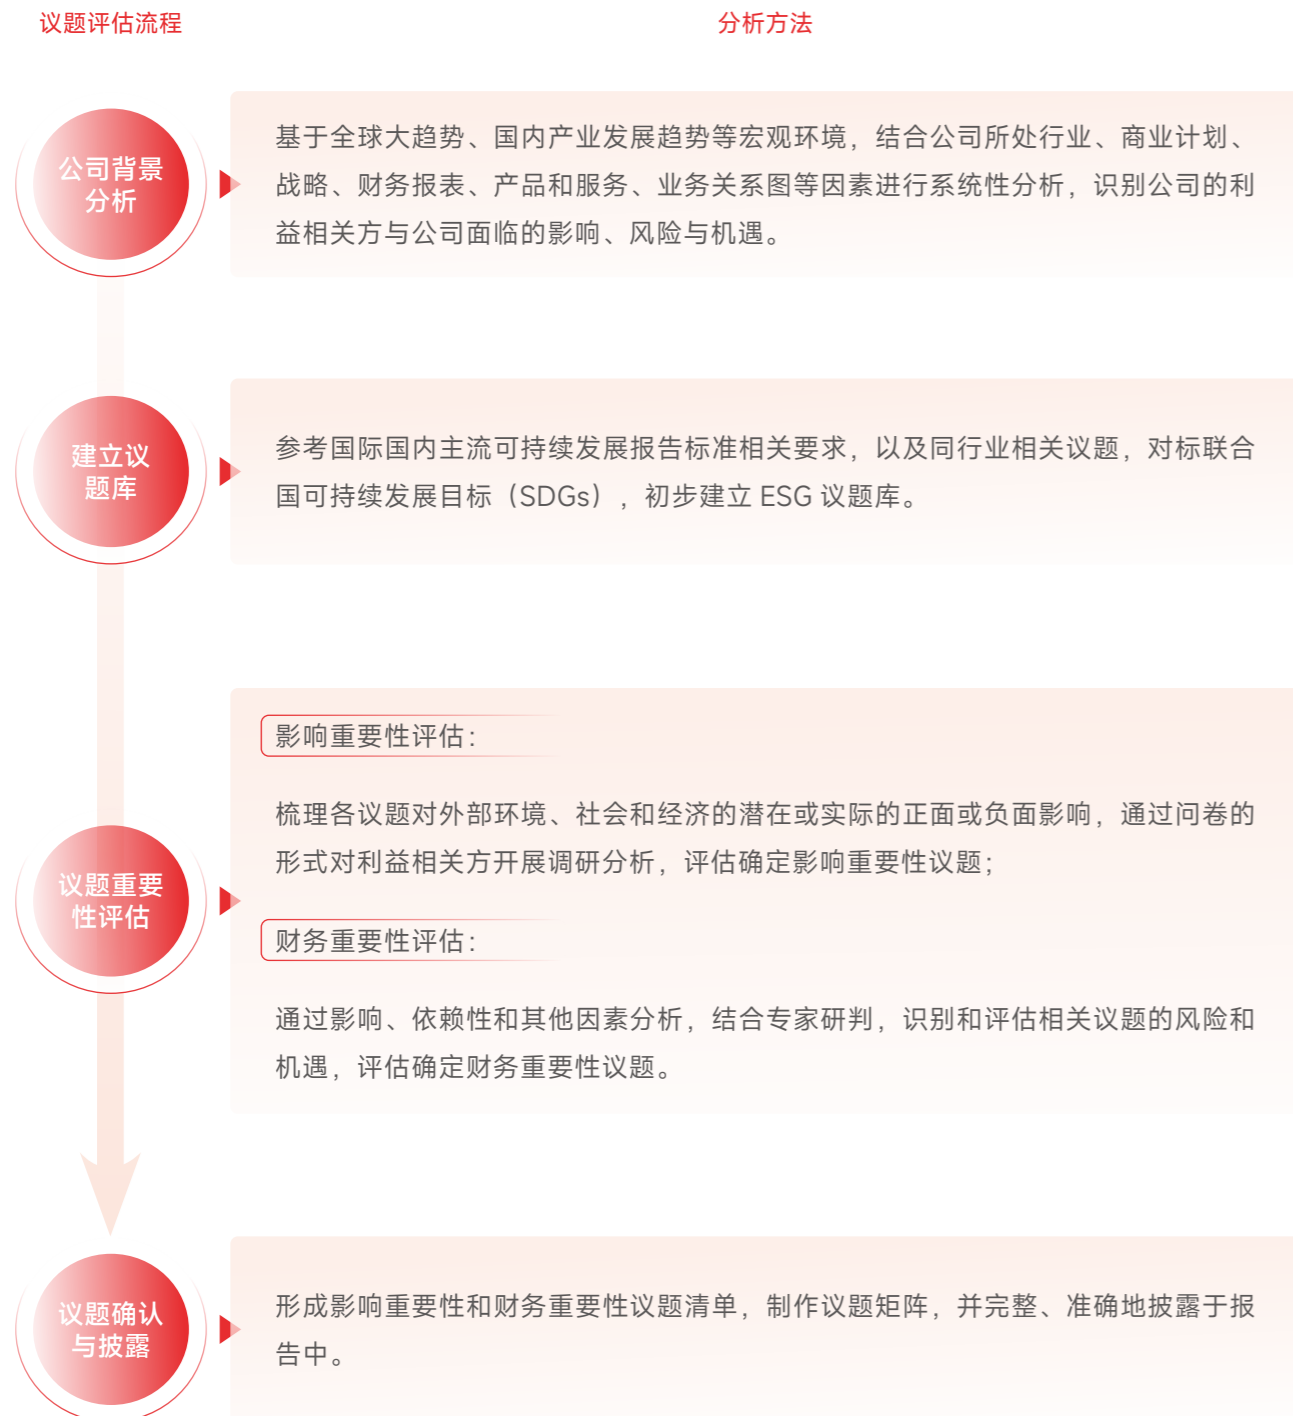 议题评估流程
分析方法
公司背景
分析
基于全球大趋势、国内产业发展趋势等宏观环境，结合公司所处行业、商业计划、
战略、财务报表、产品和服务、业务关系图等因素进行系统性分析，识别公司的利
益相关方与公司面临的影响、风险与机遇。
建立议
题库
参考国际国内主流可持续发展报告标准相关要求，以及同行业相关议题，对标联合
国可持续发展目标（SDGs），初步建立 ESG 议题库。
议题重要
性评估
影响重要性评估：
梳理各议题对外部环境、社会和经济的潜在或实际的正面或负面影响，通过问卷的
形式对利益相关方开展调研分析，评估确定影响重要性议题；
财务重要性评估：
通过影响、依赖性和其他因素分析，结合专家研判，识别和评估相关议题的风险和
机遇，评估确定财务重要性议题。
议题确认
与披露
形成影响重要性和财务重要性议题清单，制作议题矩阵，并完整、准确地披露于报
告中。